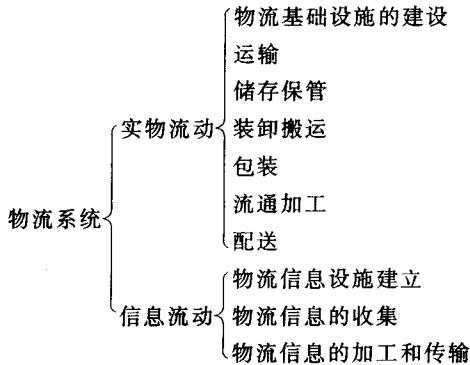 物流系统
实物流动
物流基础设施的建设
运输
储存保管
装卸搬运
包装
流通加工
配送
信息流动
物流信息设施建立
物流信息的收集
物流信息的加工和传输